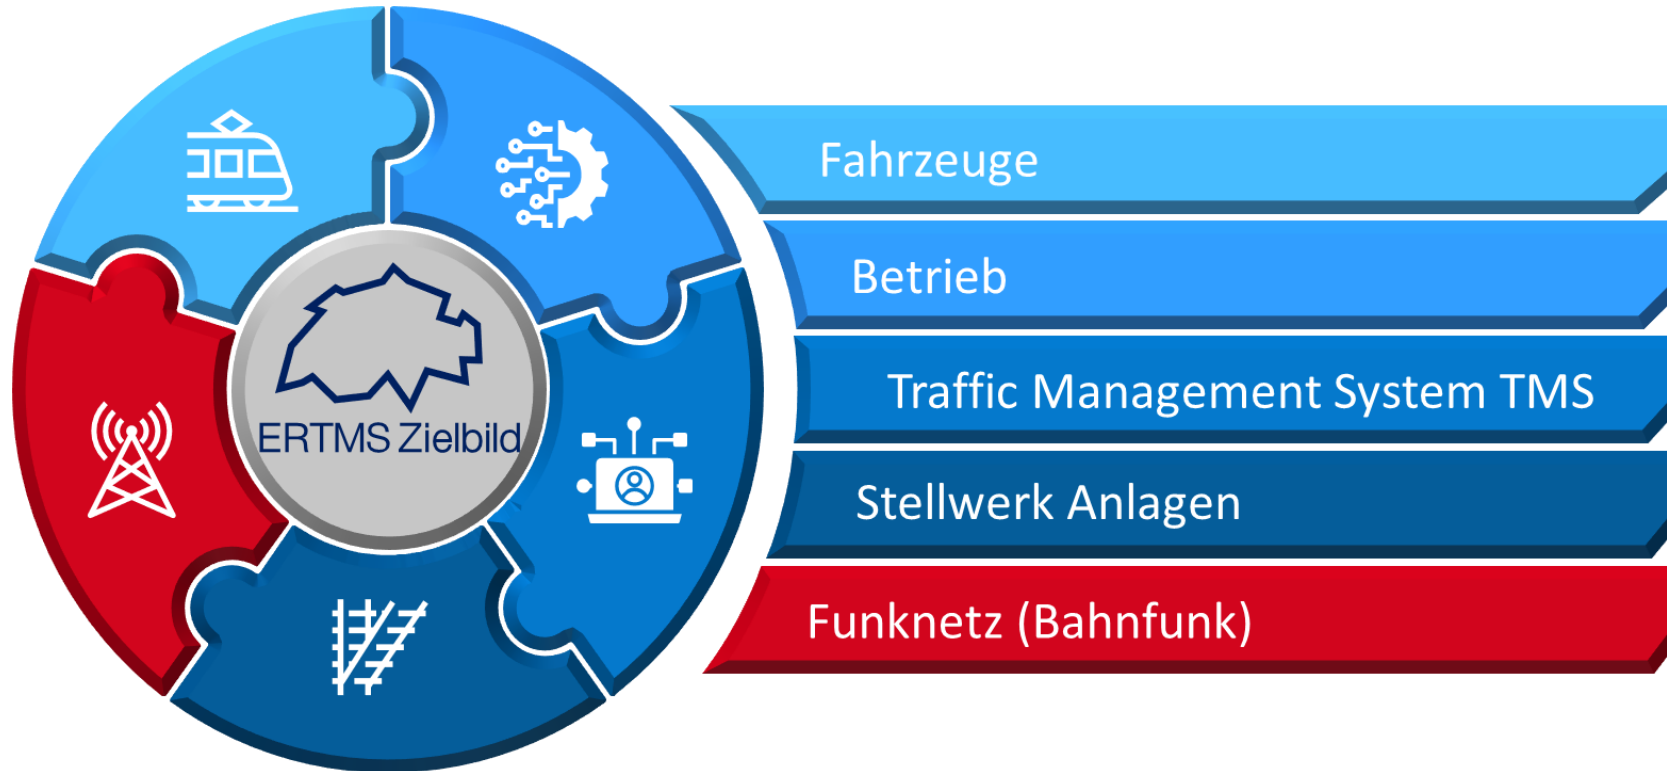 ERTMS Zielbild
Fahrzeuge
Betrieb
Traffic Management System TMS
Stellwerk Anlagen
Funknetz (Bahnfunk)